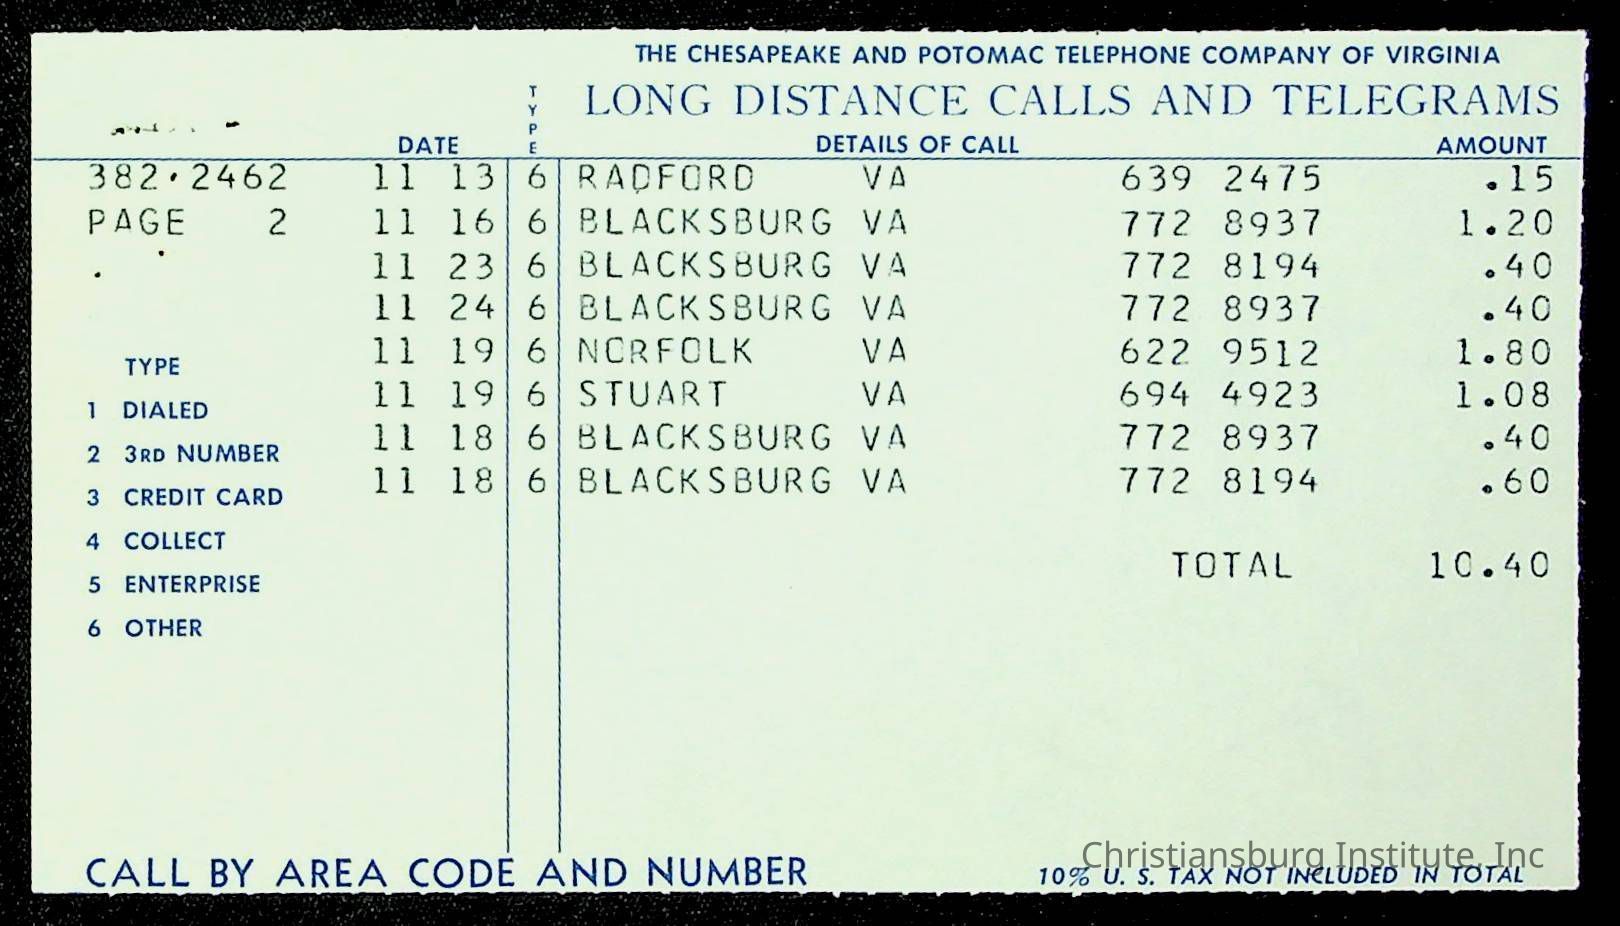 THE CHESAPEAKE AND POTOMAC TELEPHONE COMPANY OF VIRGINIA
LONG DISTANCE CALLS AND TELEGRAMS
DATE TYPE DETAILS OF CALL AMOUNT
382·2462 11 13 6 RADFORD VA 639 2475 .15
PAGE 2 11 16 6 BLACKSBURG VA 772 8937 1.20
11 23 6 BLACKSBURG VA 772 8194 .40
11 24 6 BLACKSBURG VA 772 8937 .40
11 19 6 NORFOLK VA 622 9512 1.80
11 19 6 STUART VA 694 4923 1.08
11 18 6 BLACKSBURG VA 772 8937 .40
11 18 6 BLACKSBURG VA 772 8194 .60
TOTAL 10.40
TYPE
1 DIALED
2 3RD NUMBER
3 CREDIT CARD
4 COLLECT
5 ENTERPRISE
6 OTHER
CALL BY AREA CODE AND NUMBER
10% U. S. TAX NOT INCLUDED IN TOTAL
Christiansburg Institute, Inc